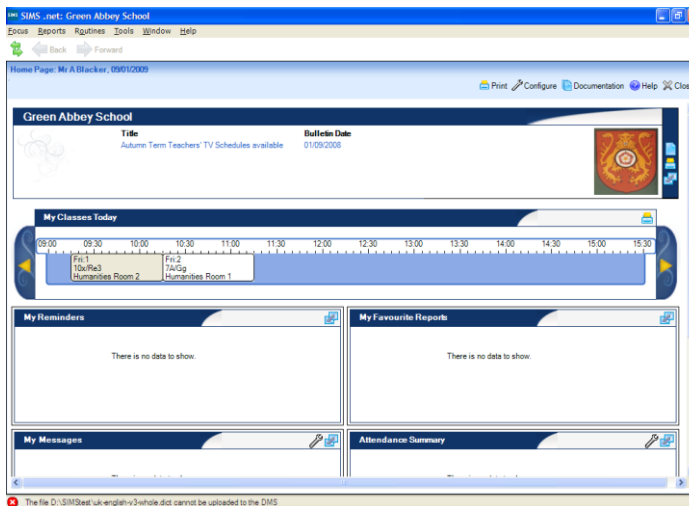 SIMS .net: Green Abbey School
Focus Reports Routines Tools Window Help
Back Forward
Home Page: Mr A Blacker, 09/01/2009
Print Configure Documentation Help Clos
Green Abbey School
Title Bulletin Date
Autumn Term Teachers' TV Schedules available 01/09/2008
My Classes Today
09:00 09:30 10:00 10:30 11:00 11:30 12:00 12:30 13:00 13:30 14:00 14:30 15:00 15:30
Fri:1 Fri:2
10x/Re3 7A/Gg
Humanities Room 2 Humanities Room 1
My Reminders My Favourite Reports
There is no data to show. There is no data to show.
My Messages Attendance Summary
The file D:\SIMStest\uk-english-v3-whole.dict cannot be uploaded to the DMS